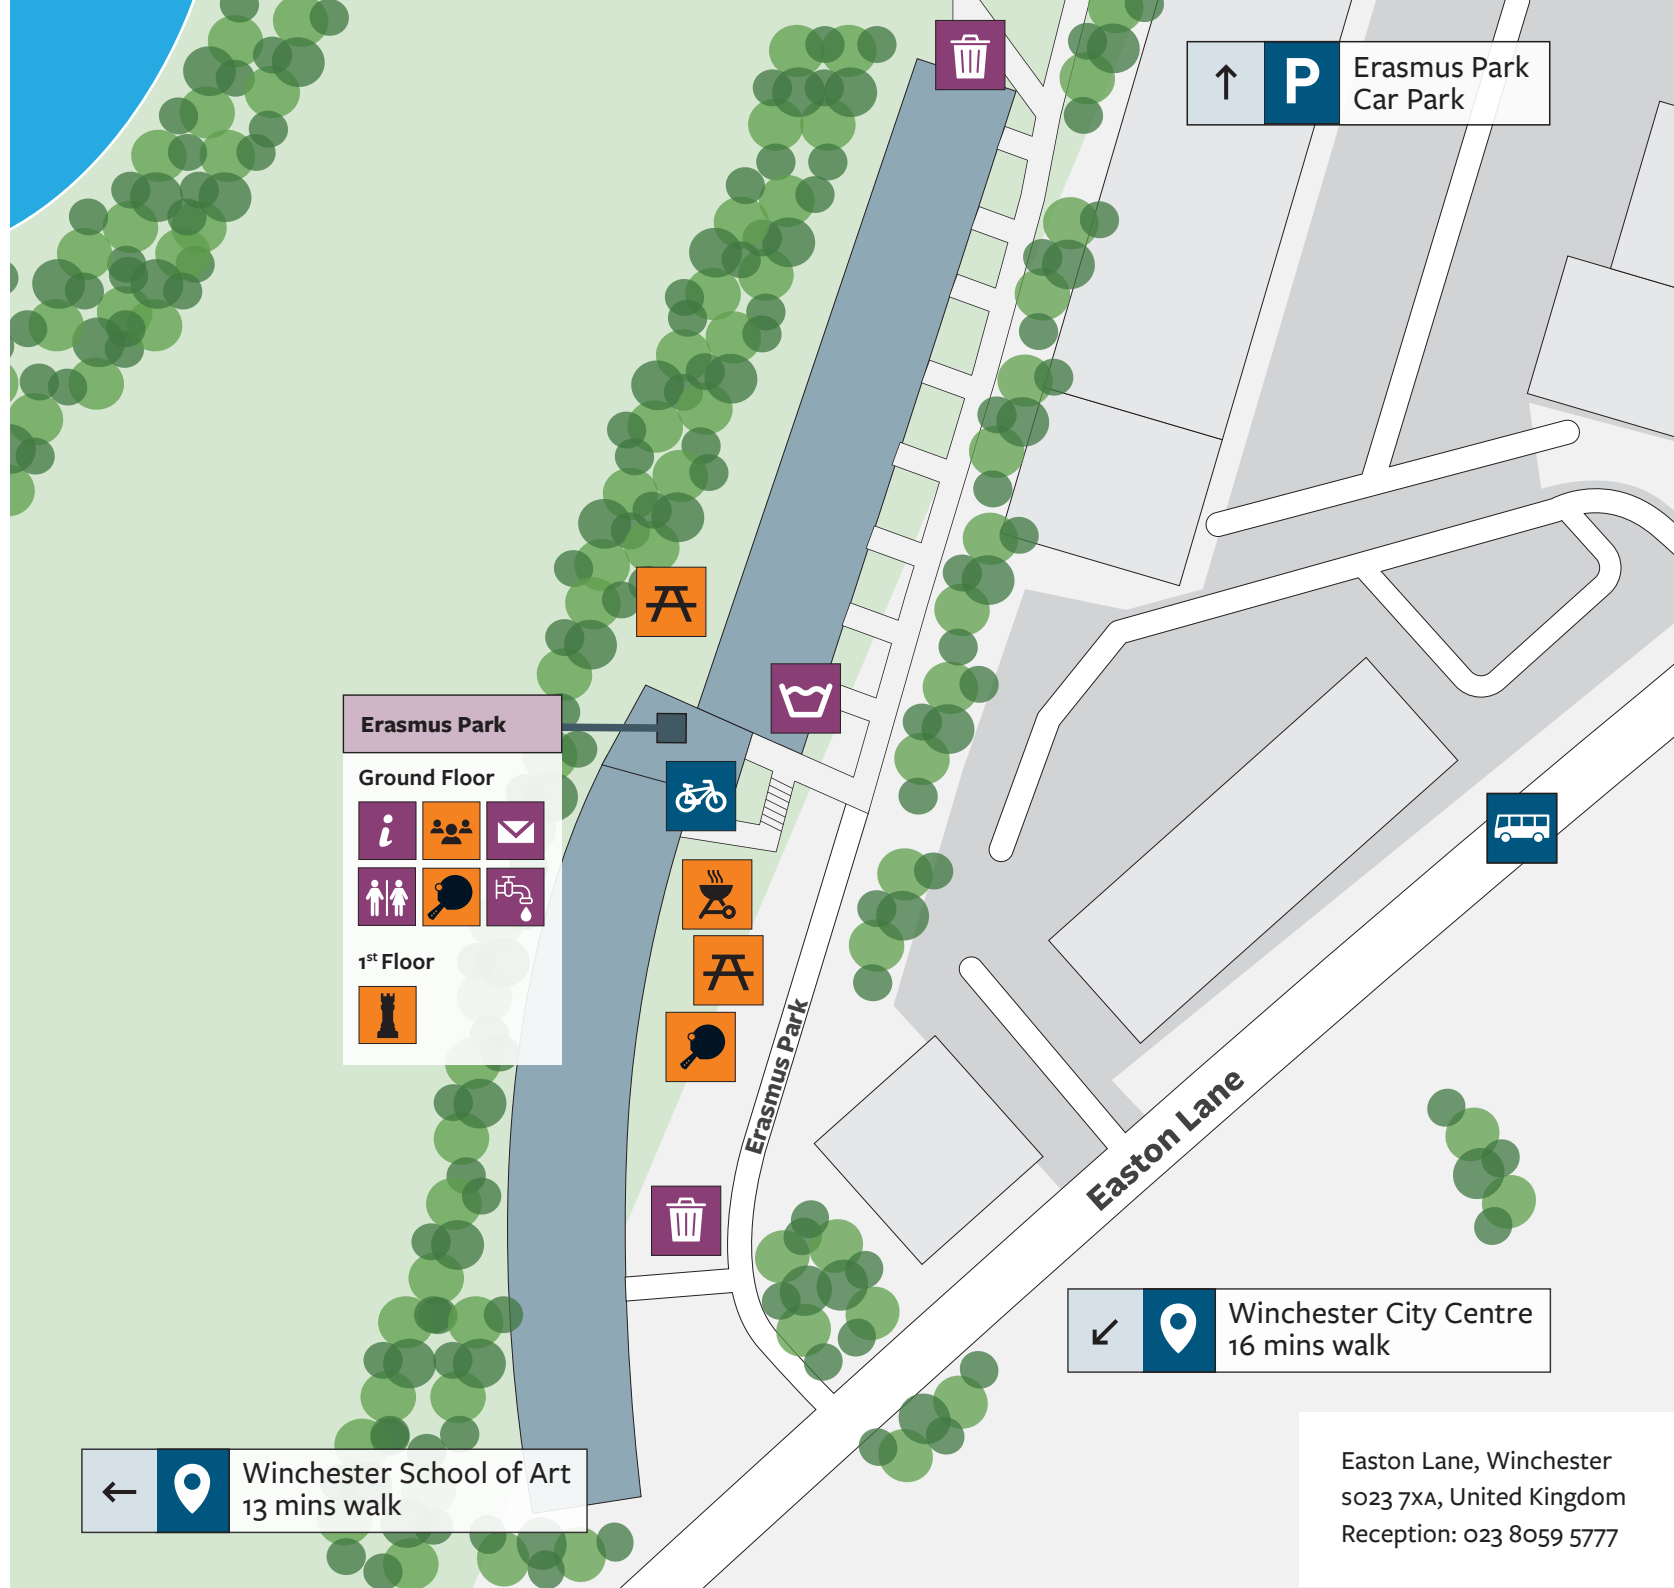 P
Erasmus Park
Car Park
Erasmus Park
Ground Floor
i
1st Floor
Erasmus Park
Easton Lane
Winchester City Centre
16 mins walk
Winchester School of Art
13 mins walk
Easton Lane, Winchester
SO23 7XA, United Kingdom
Reception: 023 8059 5777